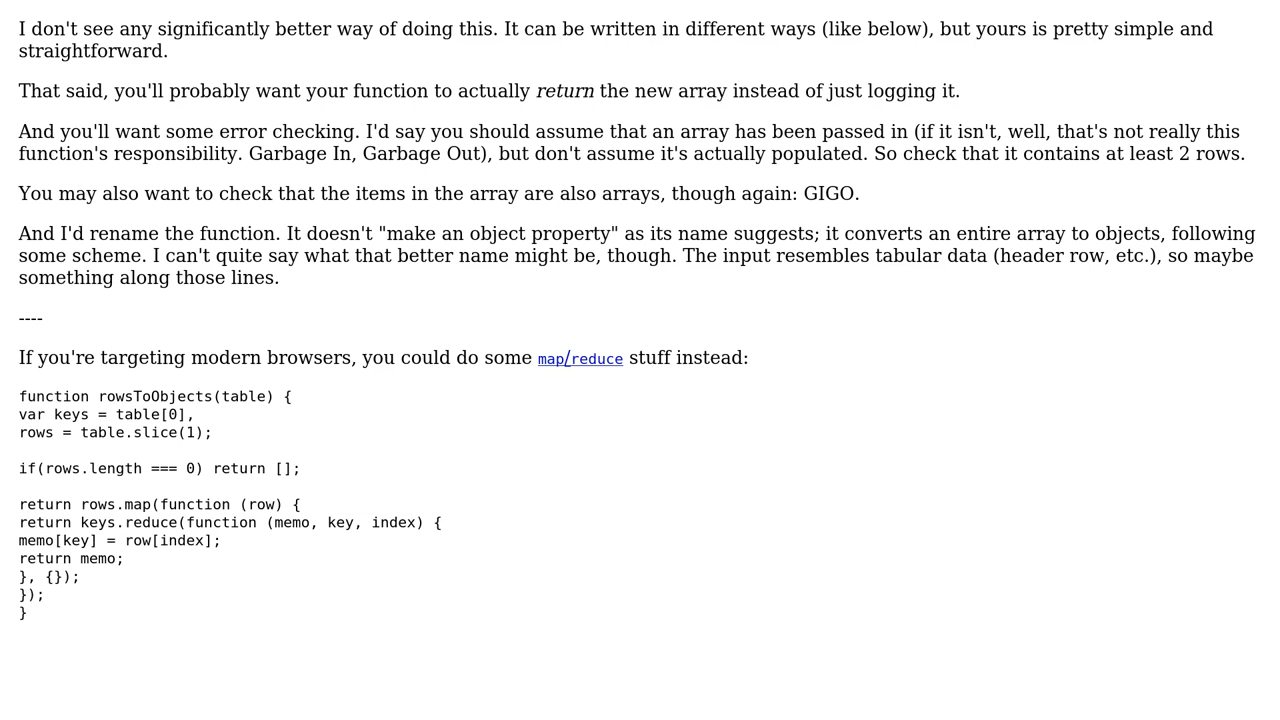 I don't see any significantly better way of doing this. It can be written in different ways (like below), but yours is pretty simple and
straightforward.
That said, you'll probably want your function to actually return the new array instead of just logging it.
And you'll want some error checking. I'd say you should assume that an array has been passed in (if it isn't, well, that's not really this
function's responsibility. Garbage In, Garbage Out), but don't assume it's actually populated. So check that it contains at least 2 rows.
You may also want to check that the items in the array are also arrays, though again: GIGO.
And I'd rename the function. It doesn't "make an object property" as its name suggests; it converts an entire array to objects, following
some scheme. I can't quite say what that better name might be, though. The input resembles tabular data (header row, etc.), so maybe
something along those lines.
----
If you're targeting modern browsers, you could do some map/reduce stuff instead:
function rowsToObjects(table) {
var keys = table[0],
rows = table.slice(1);
if(rows.length === 0) return [];
return rows.map(function (row) {
return keys.reduce(function (memo, key, index) {
memo[key] = row[index];
return memo;
}, {});
});
}